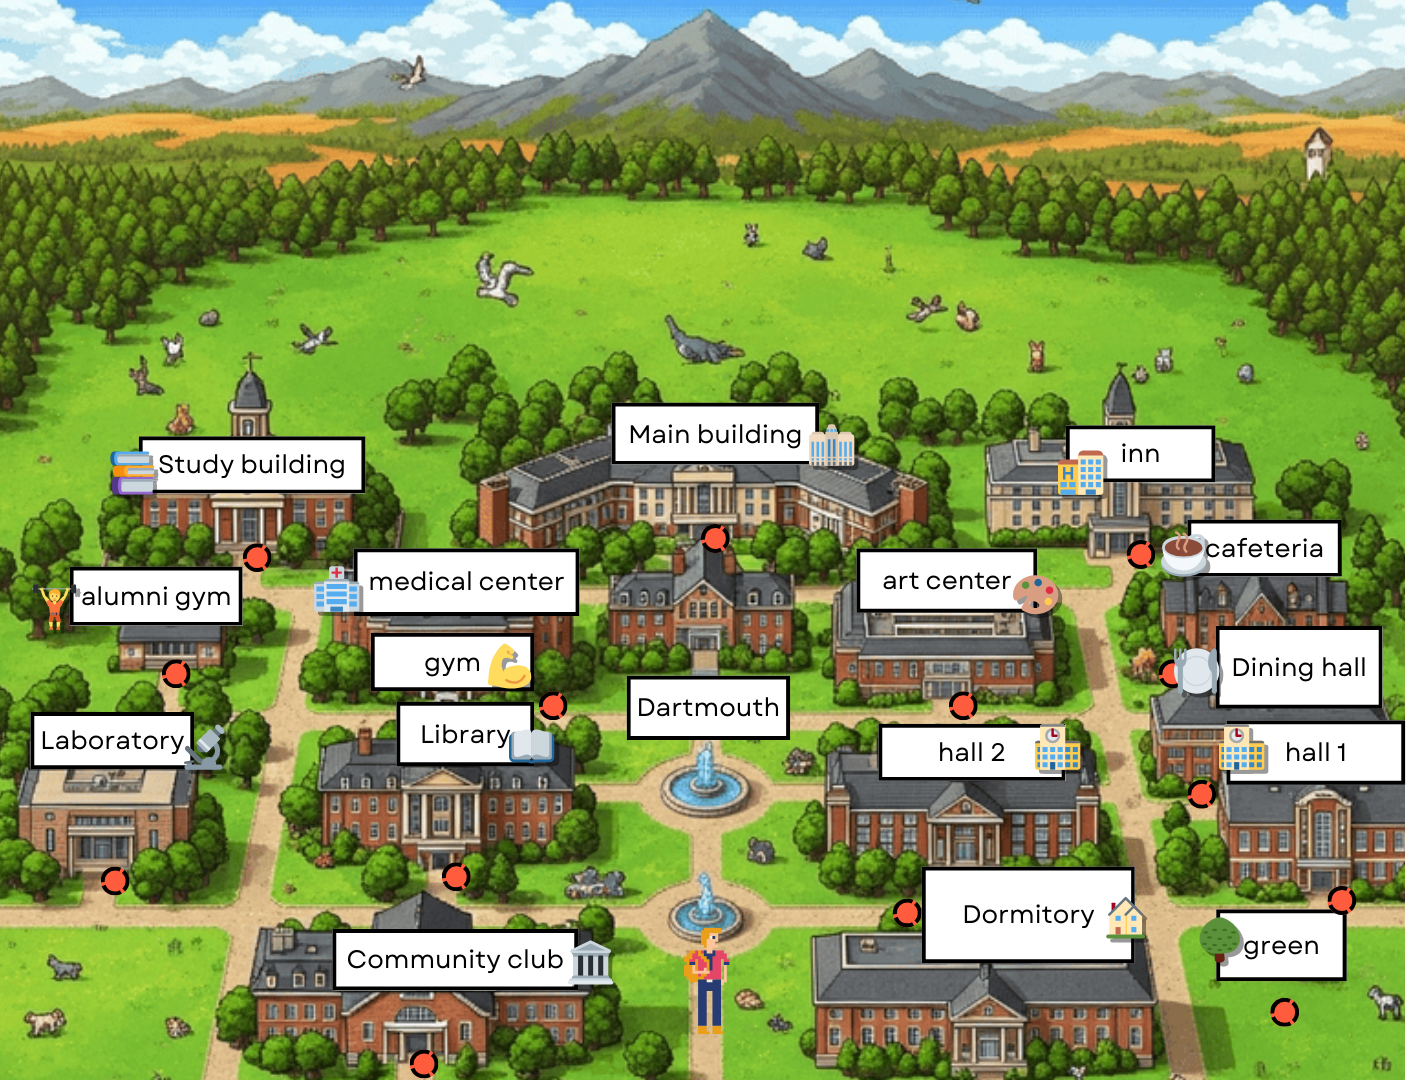 Main building
inn
Study building
cafeteria
medical center
art center
alumni gym
gym
Dining hall
Dartmouth
Library
Laboratory
hall 2
hall 1
Dormitory
green
Community club